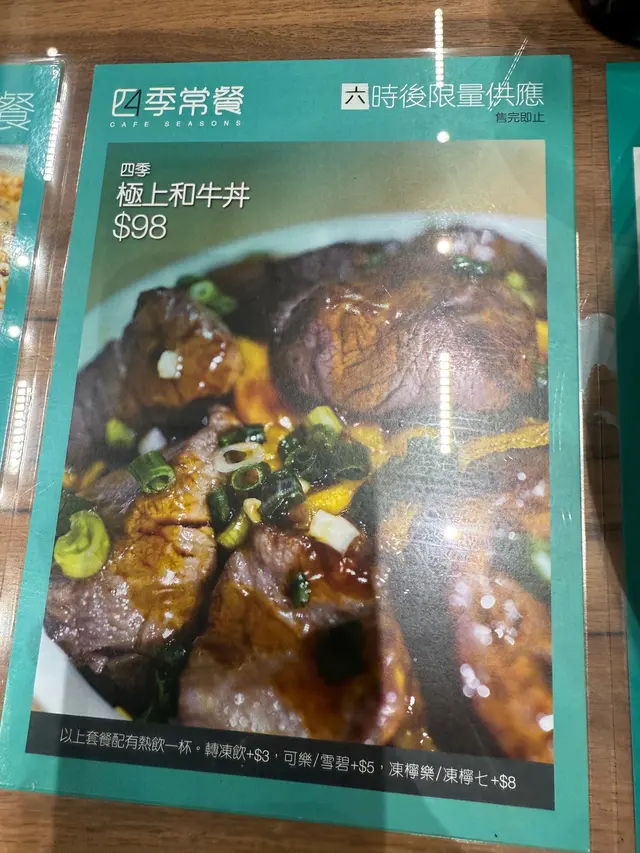 餐
四季常餐
CAFE SEASONS
六時後限量供應
售完即止
四季
極上和牛丼
$98
以上套餐配有熱飲一杯。轉凍飲+$3，可樂/雪碧+$5，凍檸樂/凍檸七+$8